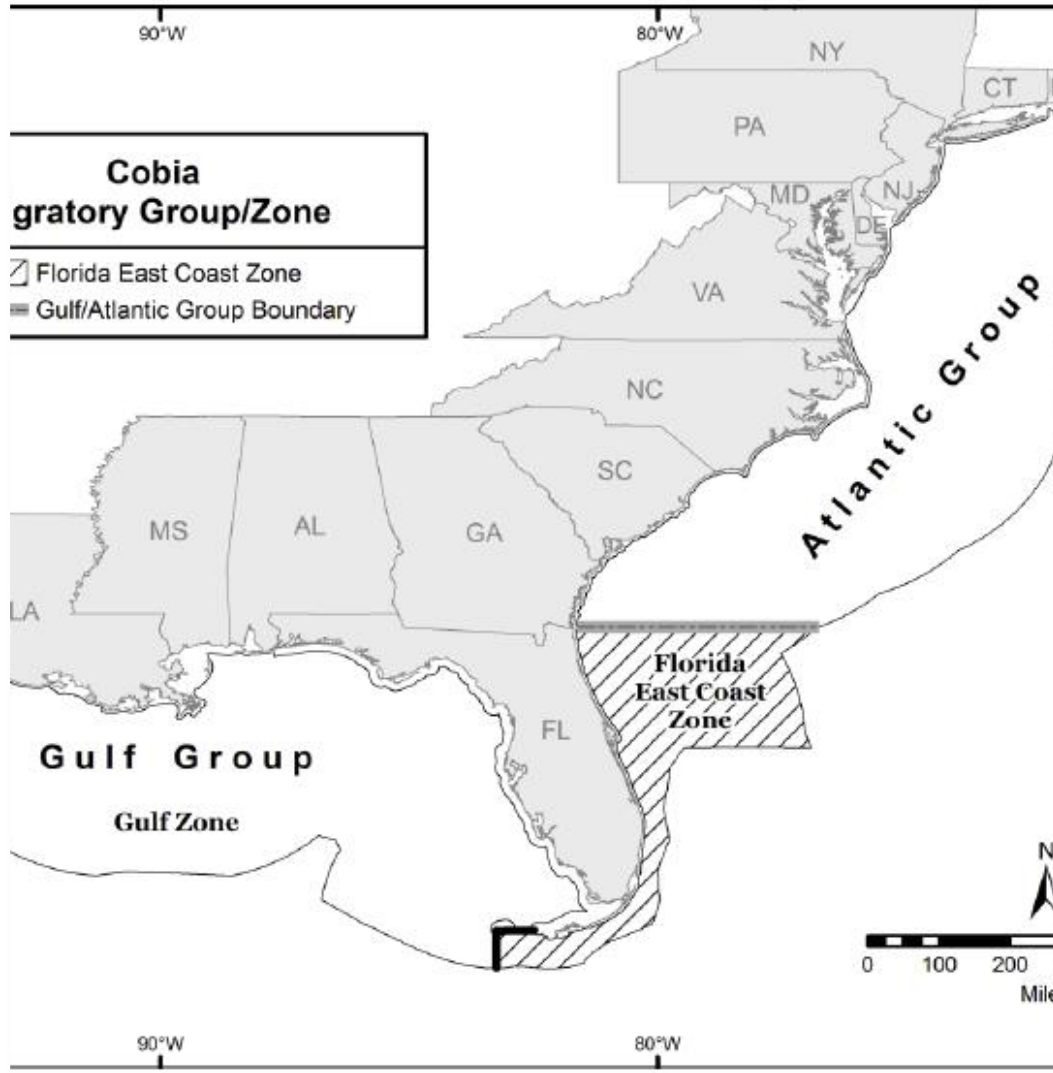 90°W
80°W
NY
CT
PA
Cobia
gratory Group/Zone
MD
NJ
DE
Florida East Coast Zone
Gulf/Atlantic Group Boundary
VA
Atlantic Group
NC
SC
MS
AL
GA
LA
Florida
East Coast
Zone
FL
Gulf Group
Gulf Zone
N
0 100 200
Mile
90°W
80°W